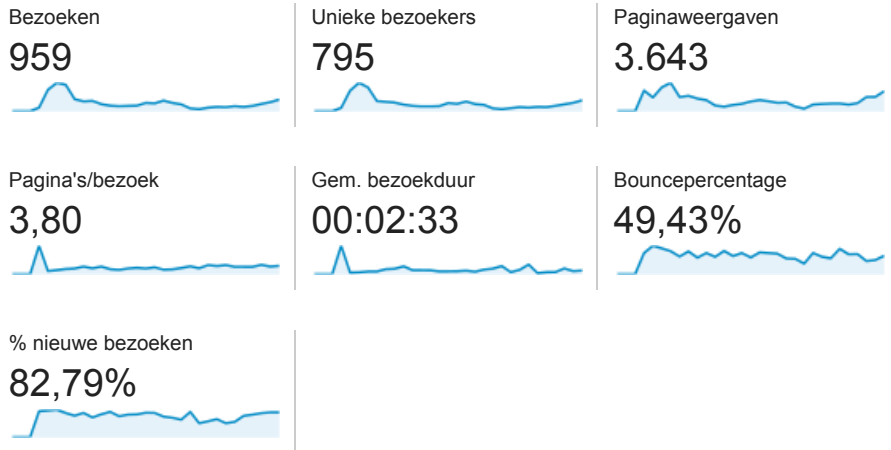 Bezoeken
959
Unieke bezoekers
795
Paginaweergaven
3.643
Pagina's/bezoek
3,80
Gem. bezoekduur
00:02:33
Bouncepercentage
49,43%
% nieuwe bezoeken
82,79%